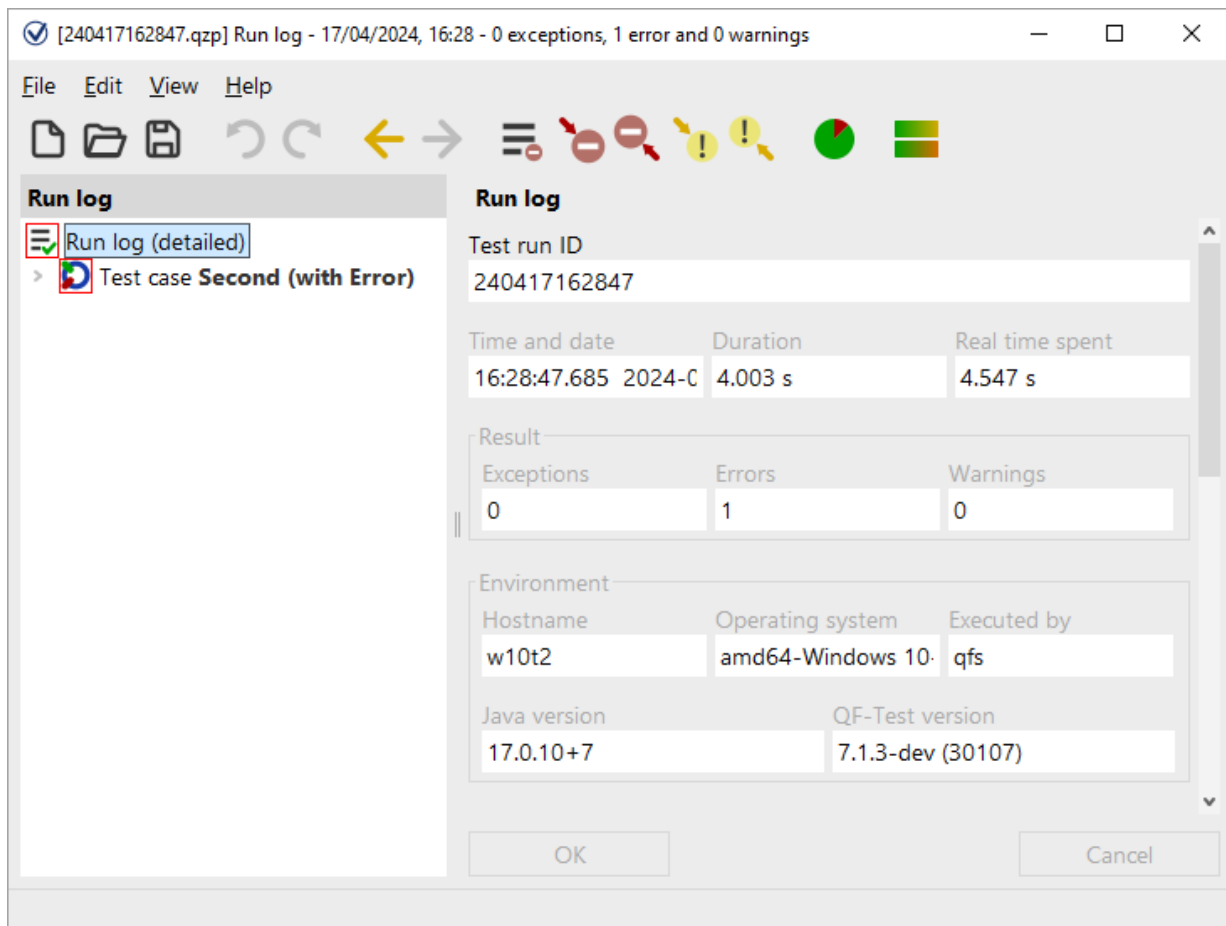 [240417162847.qzp] Run log - 17/04/2024, 16:28 - 0 exceptions, 1 error and 0 warnings
File Edit View Help
Run log
Run log (detailed)
Test case Second (with Error)
Run log
Test run ID
240417162847
Time and date Duration Real time spent
16:28:47.685 2024-0 4.003 s 4.547 s
Result
Exceptions Errors Warnings
0 1 0
Environment
Hostname Operating system Executed by
w10t2 amd64-Windows 10- qfs
Java version QF-Test version
17.0.10+7 7.1.3-dev (30107)
OK Cancel